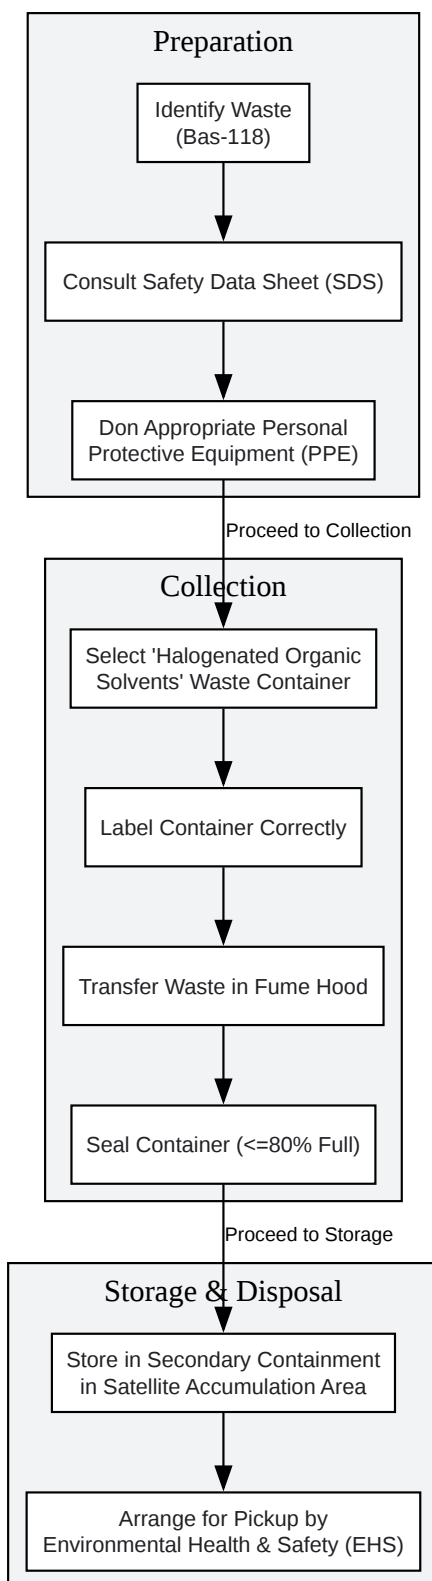 Preparation
Identify Waste
(Bas-118)
Consult Safety Data Sheet (SDS)
Don Appropriate Personal
Protective Equipment (PPE)
Proceed to Collection
Collection
Select 'Halogenated Organic
Solvents' Waste Container
Label Container Correctly
Transfer Waste in Fume Hood
Seal Container (<=80% Full)
Proceed to Storage
Storage & Disposal
Store in Secondary Containment
in Satellite Accumulation Area
Arrange for Pickup by
Environmental Health & Safety (EHS)